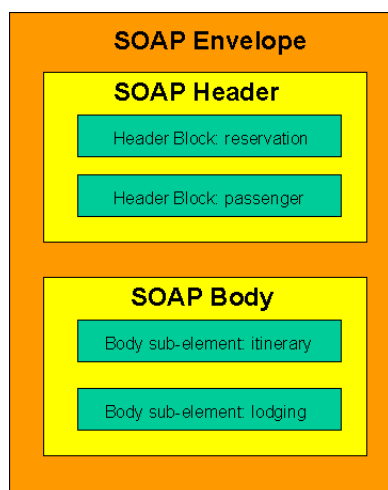 SOAP Envelope
SOAP Header
Header Block: reservation
Header Block: passenger
SOAP Body
Body sub-element: itinerary
Body sub-element: lodging